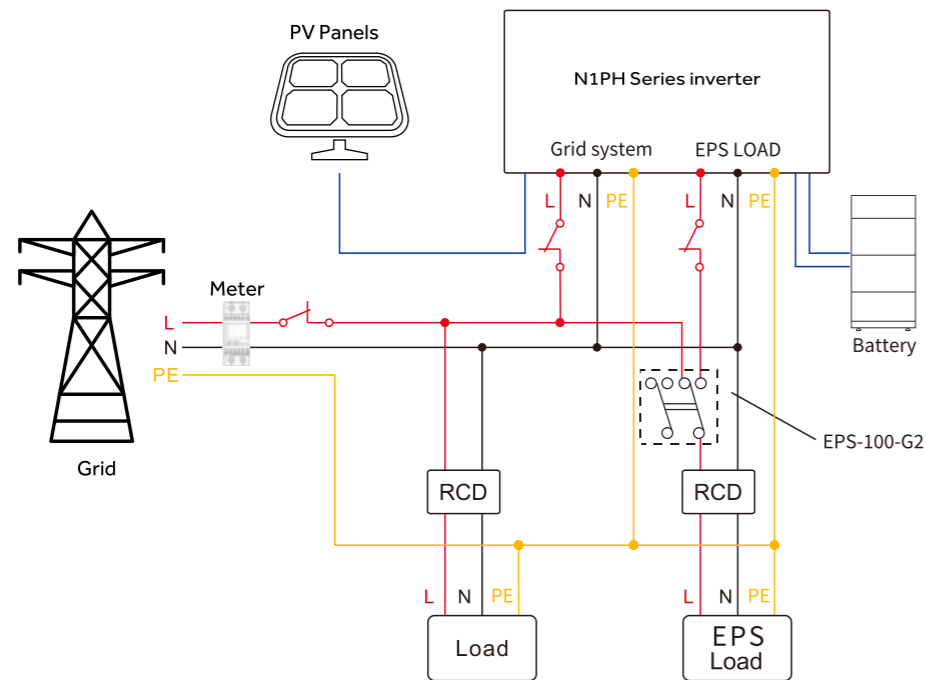 PV Panels
N1PH Series inverter
Grid system
EPS LOAD
L
N
PE
L
N
PE
Meter
L
N
PE
Battery
EPS-100-G2
Grid
RCD
RCD
L
N
PE
L
N
PE
Load
EPS
Load